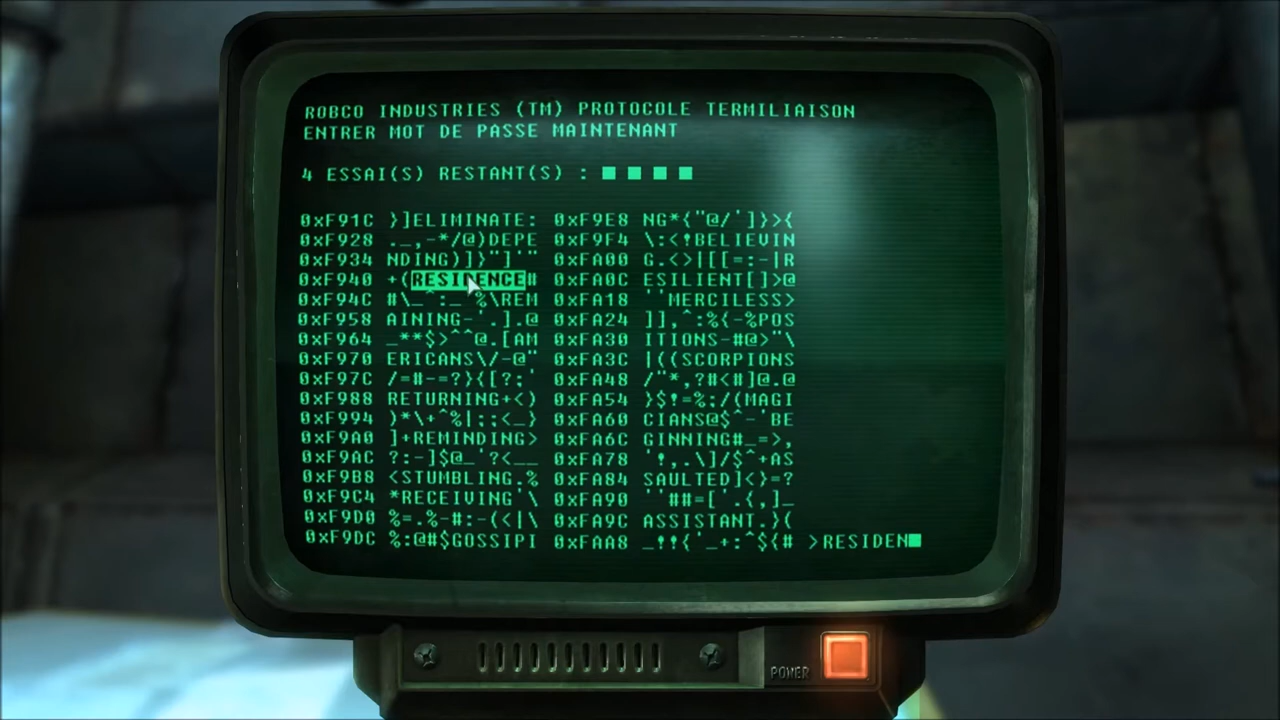 ROBCO INDUSTRIES (TM) PROTOCOLE TERMILIAISON
ENTRER MOT DE PASSE MAINTENANT
4 ESSAI(S) RESTANT(S) : ■ ■ ■ ■
0xF91C }]ELIMINATE: 0xF9E8 NG*{"@/']}>{
0xF928 ._,-*/@)DEPE 0xF9F4 \:<!BELIEVIN
0xF934 NDING)]}"]'" 0xFA00 G.<>|[[=:-|R
0xF940 +(RESIDENCE# 0xFA0C ESILIENT[]>@
0xF94C #\_^:_ %\REM 0xFA18 ''MERCILESS>
0xF958 AINING-'.].@ 0xFA24 ]],^:%{-%POS
0xF964 _**$>^^@.[AM 0xFA30 ITIONS-#@>"\
0xF970 ERICANS\/-@" 0xFA3C |((SCORPIONS
0xF97C /=#-=?}{[?;' 0xFA48 /"*,?#<#]@.@
0xF988 RETURNING+<) 0xFA54 }$!=%;/(MAGI
0xF994 )*\+^%|;:<_} 0xFA60 CIANS@$^-'BE
0xF9A0 ]+REMINDING> 0xFA6C GINNING#_=>,
0xF9AC ?:-]$@_'?<__ 0xFA78 '!,.\]/$^+AS
0xF9B8 <STUMBLING.% 0xFA84 SAULTED]<}=?
0xF9C4 *RECEIVING'\ 0xFA90 ''##=['.{,]_
0xF9D0 %=.%-#:-(<|\ 0xFA9C ASSISTANT.}(
0xF9DC %:@#$GOSSIPI 0xFAA8 _!!{'_+:^${# >RESIDEN■
POWER